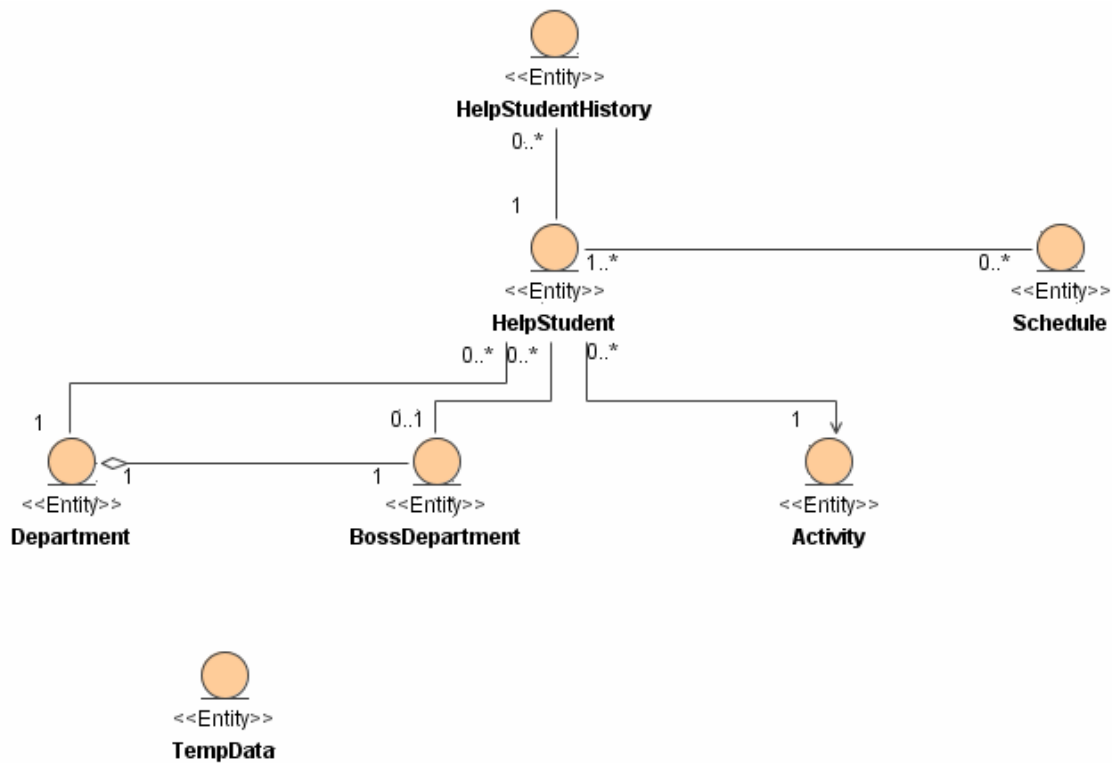 <<Entity>>
HelpStudentHistory
0..*
1
1..*
0..*
<<Entity>>
<<Entity>>
HelpStudent
Schedule
0..* 0..* 0..*
1
0..1
1
1
1
<<Entity>>
<<Entity>>
<<Entity>>
Department
BossDepartment
Activity
<<Entity>>
TempData